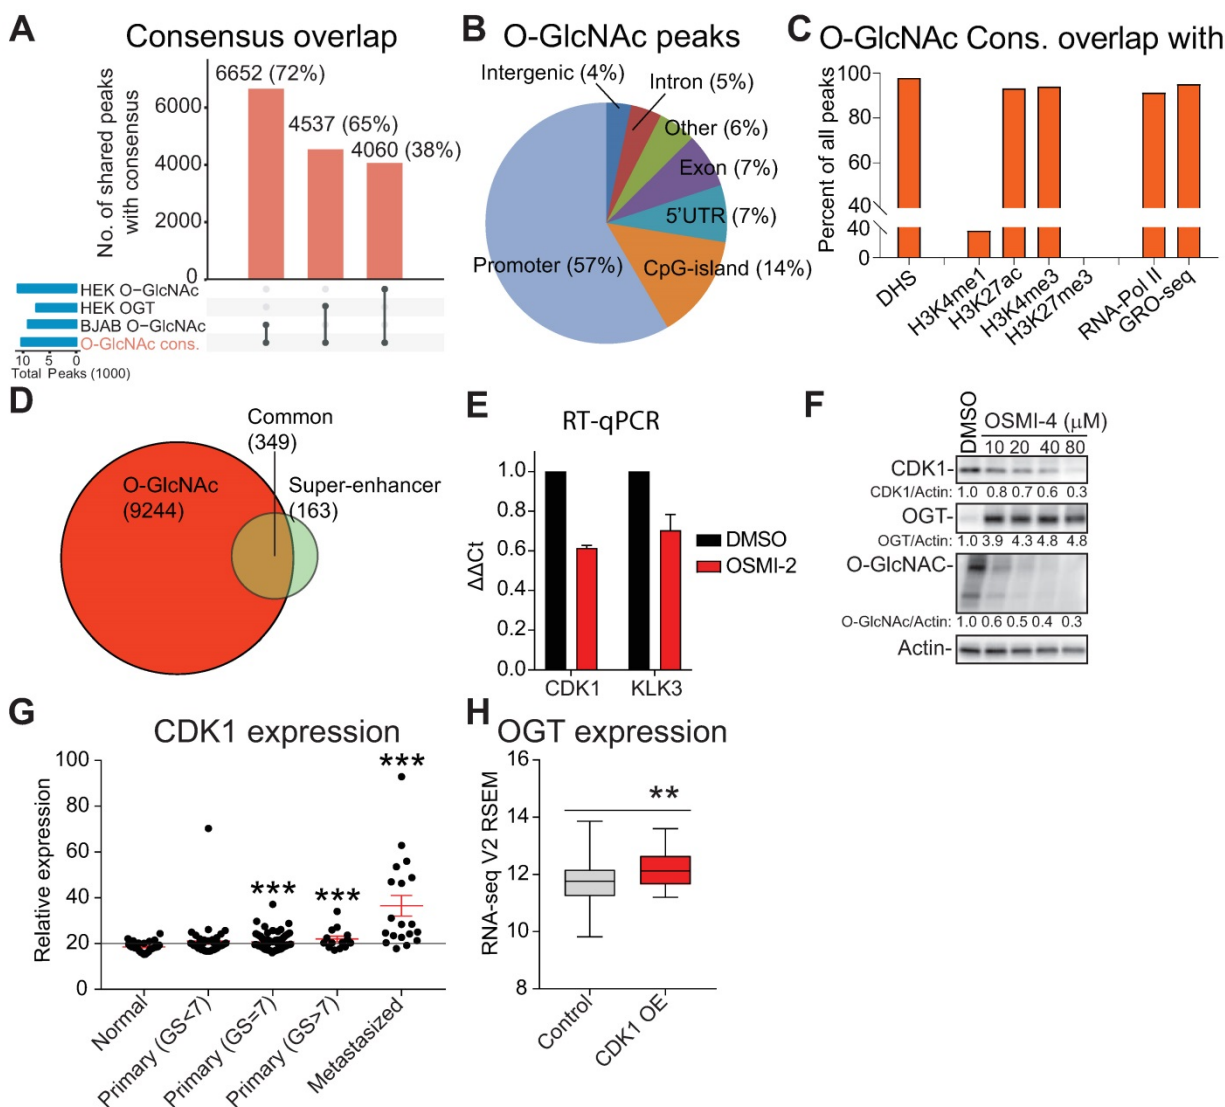 A
Consensus overlap
6652 (72%)
4537 (65%)
4060 (38%)
No. of shared peaks
with consensus
6000
4000
2000
0
HEK O−GlcNAc
HEK OGT
BJAB O−GlcNAc
O-GlcNAc cons.
10 5 0
Total Peaks (1000)
B
O-GlcNAc peaks
Intergenic (4%)
Intron (5%)
Other (6%)
Exon (7%)
5'UTR (7%)
CpG-island (14%)
Promoter (57%)
C
O-GlcNAc Cons. overlap with
Percent of all peaks
100
80
60
40
40
0
DHS
H3K4me1
H3K27ac
H3K4me3
H3K27me3
RNA-Pol II
GRO-seq
D
Common
(349)
O-GlcNAc
(9244)
Super-enhancer
(163)
E
RT-qPCR
ΔΔCt
1.0
0.8
0.6
0.4
0.2
0.0
CDK1 KLK3
DMSO
OSMI-2
F
DMSO
OSMI-4 (μM)
10 20 40 80
CDK1-
CDK1/Actin: 1.0 0.8 0.7 0.6 0.3
OGT-
OGT/Actin: 1.0 3.9 4.3 4.8 4.8
O-GlcNAC-
O-GlcNAc/Actin: 1.0 0.6 0.5 0.4 0.3
Actin-
G
CDK1 expression
Relative expression
100
80
60
40
20
0
***
***
***
Normal
Primary (GS<7)
Primary (GS=7)
Primary (GS>7)
Metastasized
H
OGT expression
RNA-seq V2 RSEM
16
14
12
10
8
**
Control
CDK1 OE